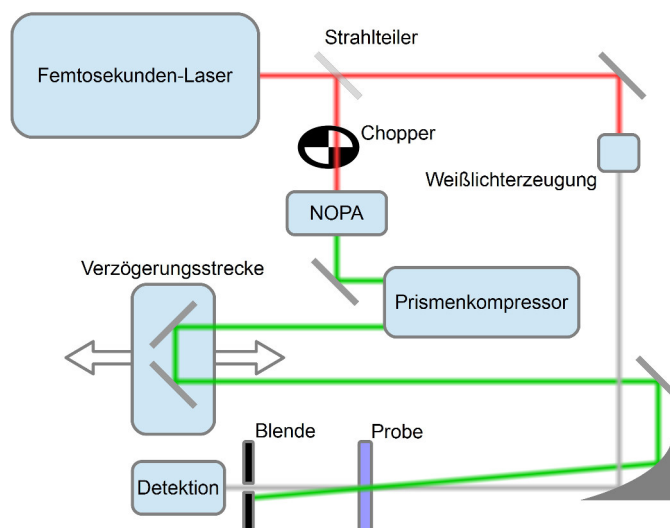 Strahlteiler
Femtosekunden-Laser
Chopper
Weißlichterzeugung
NOPA
Verzögerungsstrecke
Prismenkompressor
Blende
Probe
Detektion